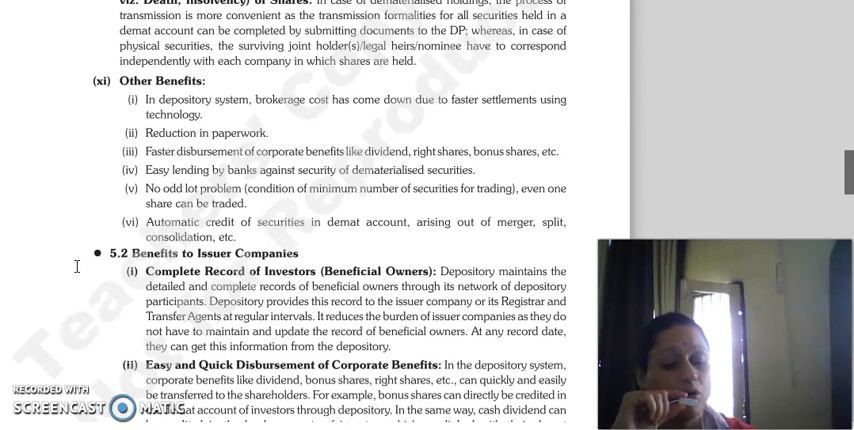 viz. Death, Insolvency) of Shares: In case of dematerialised holdings, the process of
transmission is more convenient as the transmission formalities for all securities held in a
demat account can be completed by submitting documents to the DP; whereas, in case of
physical securities, the surviving joint holder(s)/legal heirs/nominee have to correspond
independently with each company in which shares are held.
(xi) Other Benefits:
(i) In depository system, brokerage cost has come down due to faster settlements using
technology.
(ii) Reduction in paperwork.
(iii) Faster disbursement of corporate benefits like dividend, right shares, bonus shares, etc.
(iv) Easy lending by banks against security of dematerialised securities.
(v) No odd lot problem (condition of minimum number of securities for trading), even one
share can be traded.
(vi) Automatic credit of securities in demat account, arising out of merger, split,
consolidation, etc.
● 5.2 Benefits to Issuer Companies
(i) Complete Record of Investors (Beneficial Owners): Depository maintains the
detailed and complete records of beneficial owners through its network of depository
participants. Depository provides this record to the issuer company or its Registrar and
Transfer Agents at regular intervals. It reduces the burden of issuer companies as they do
not have to maintain and update the record of beneficial owners. At any record date,
they can get this information from the depository.
(ii) Easy and Quick Disbursement of Corporate Benefits: In the depository system,
corporate benefits like dividend, bonus shares, right shares, etc., can quickly and easily
be transferred to the shareholders. For example, bonus shares can directly be credited in
account of investors through depository. In the same way, cash dividend can
RECORDED WITH
SCREENCAST MATIC
Teachers'